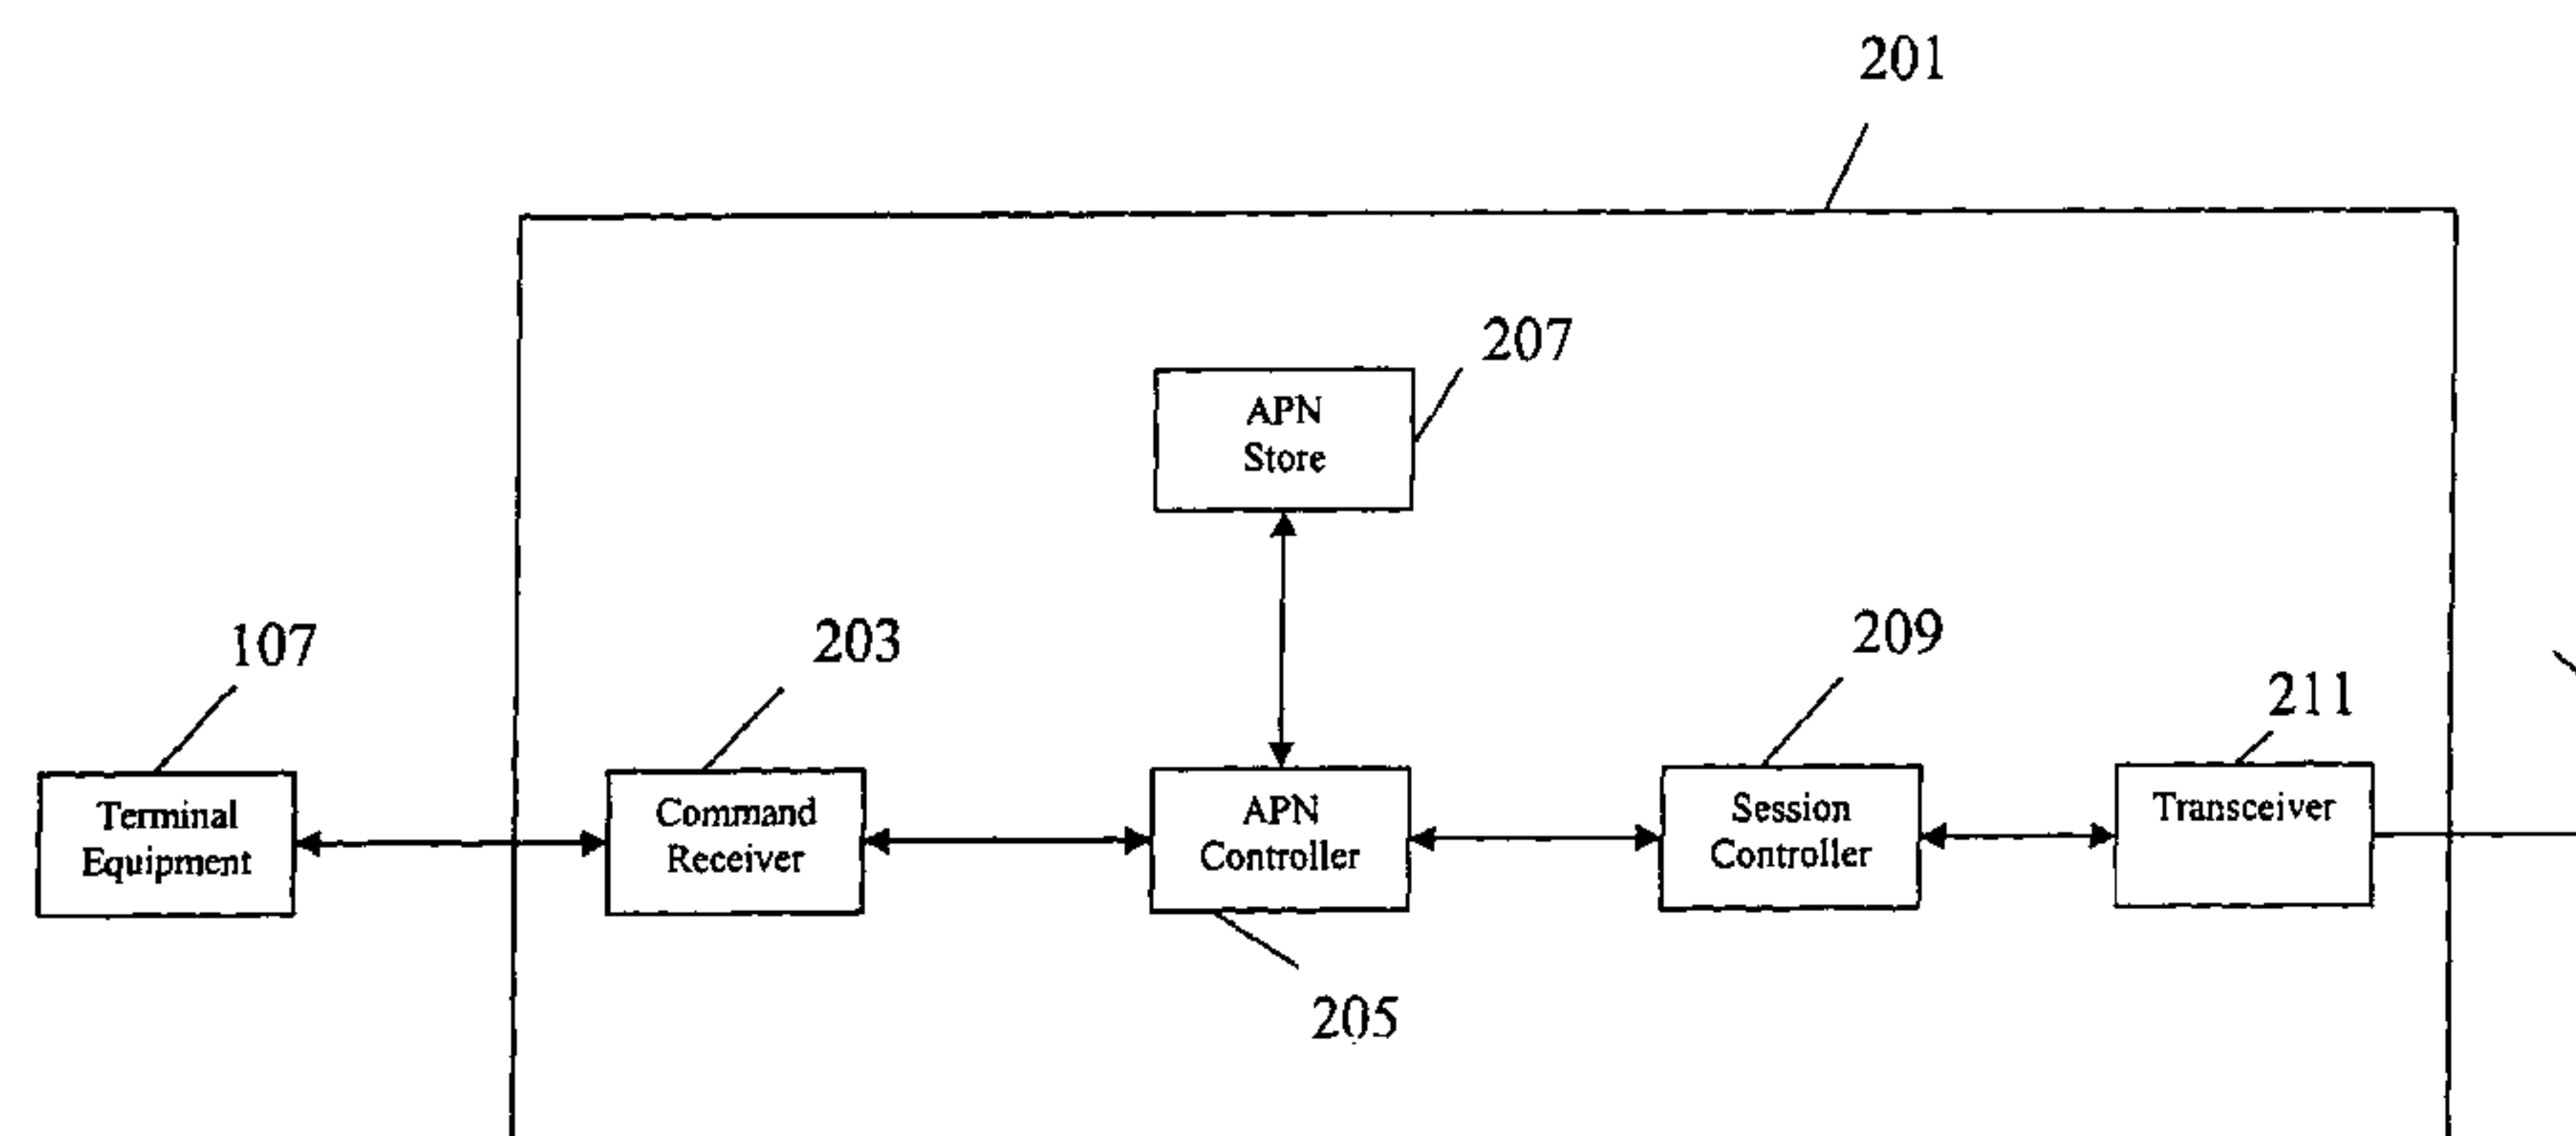 201
207
APN
Store
107
203
209
211
Terminal
Equipment
Command
Receiver
APN
Controller
Session
Controller
Transceiver
205